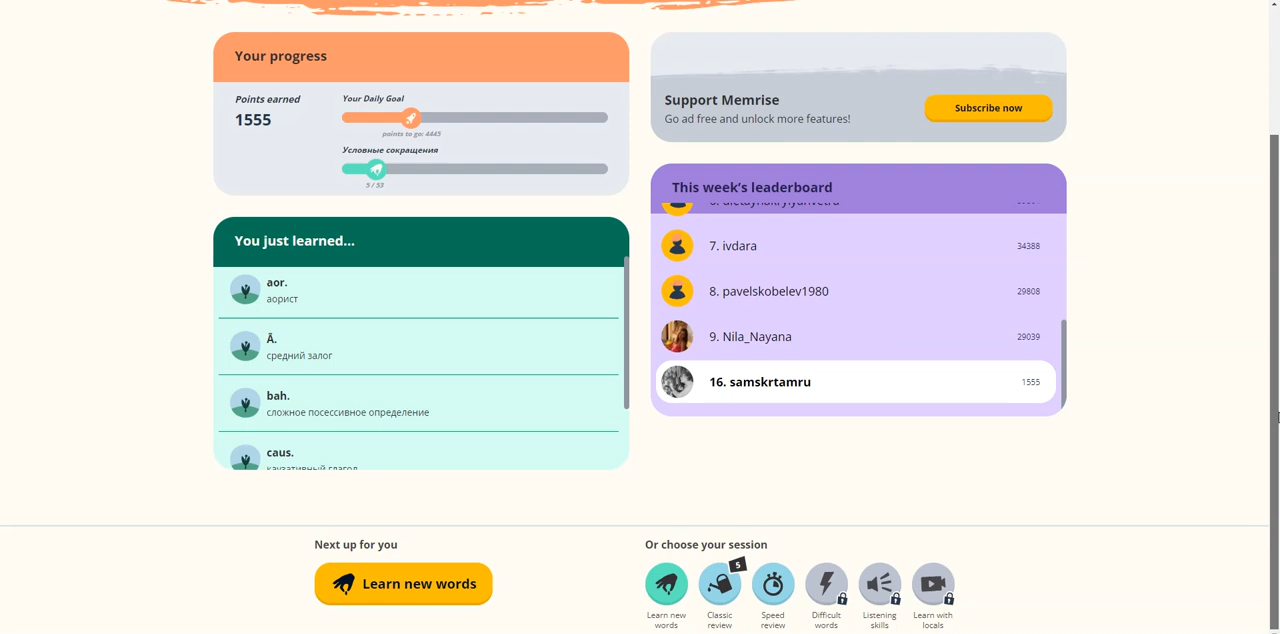 Your progress
Points earned
1555
Your Daily Goal
points to go: 4445
Условные сокращения
5 / 53
You just learned...
aor.
аорист
Ā.
средний залог
bah.
сложное посессивное определение
caus.
каузативный глагол
Support Memrise
Go ad free and unlock more features!
Subscribe now
This week's leaderboard
7. ivdara 34388
8. pavelskobelev1980 29808
9. Nila_Nayana 29039
16. samskrtamru 1555
Next up for you
Learn new words
Or choose your session
5
Learn new
words
Classic
review
Speed
review
Difficult
words
Listening
skills
Learn with
locals